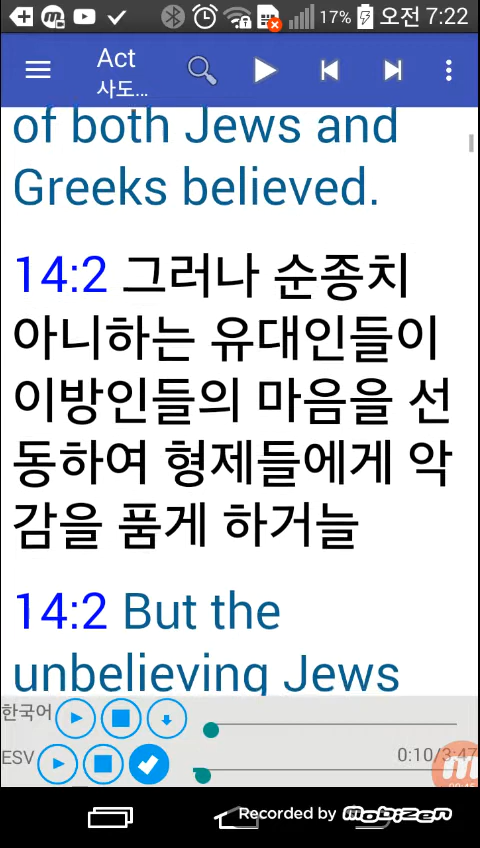 17% 오전 7:22
Act
사도...
of both Jews and
Greeks believed.
14:2 그러나 순종치
아니하는 유대인들이
이방인들의 마음을 선
동하여 형제들에게 악
감을 품게 하거늘
14:2 But the
unbelieving Jews
한국어
ESV
0:10/3:47
Recorded by Mobizen